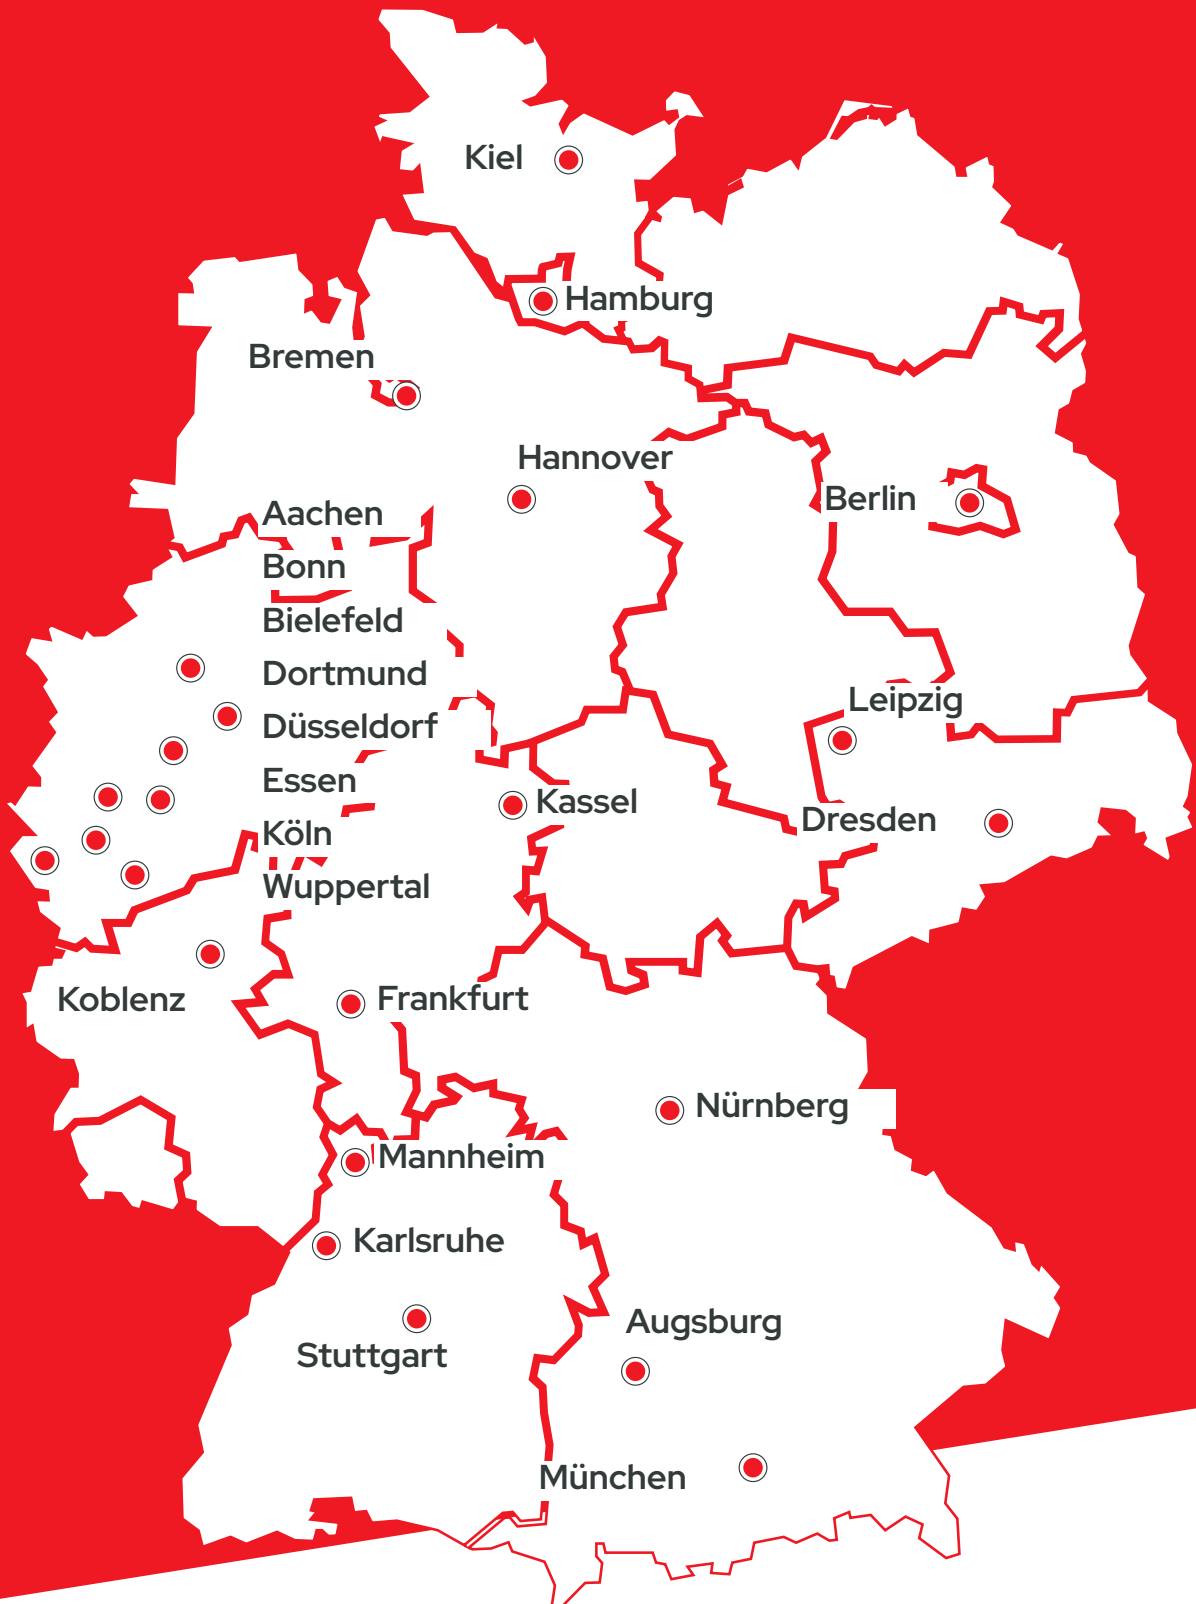 Kiel
Hamburg
Bremen
Hannover
Berlin
Aachen
Bonn
Bielefeld
Dortmund
Düsseldorf
Essen
Köln
Wuppertal
Leipzig
Kassel
Dresden
Koblenz
Frankfurt
Nürnberg
Mannheim
Karlsruhe
Stuttgart
Augsburg
München